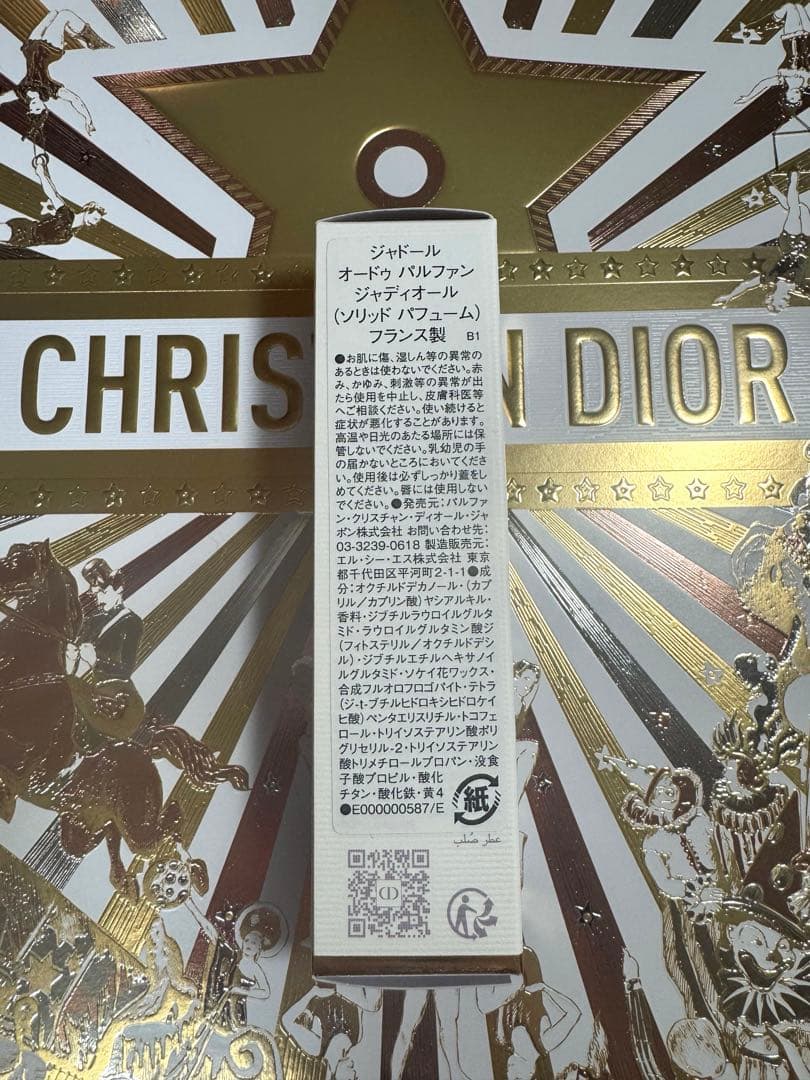 CHRIS
N DIOR
ジャドール
オードゥ パルファン
ジャディオール
(ソリッド パフューム)
フランス製 B1
●お肌に傷、湿しん等の異常の
あるときは使わないでください。赤
み、かゆみ、刺激等の異常が出
たら使用を中止し、皮膚科医等
へご相談ください。使い続けると
症状が悪化することがあります。
高温や日光のあたる場所には保
管しないでください。乳幼児の手
の届かないところにおいてくださ
い。使用後は必ずしっかり蓋をし
めてください。唇には使用しない
でください。●発売元:パルファ
ン・クリスチャン・ディオール・ジャ
ポン株式会社 お問い合わせ先:
03-3239-0618 製造販売元:
エル・シー・エス株式会社 東京
都千代田区平河町2-1-1●成
分:オクチルドデカノール・(カプ
リル/カプリン酸)ヤシアルキル・
香料・ジブチルラウロイルグルタ
ミド・ラウロイルグルタミン酸ジ
(フィトステリル/オクチルドデシ
ル)・ジブチルエチルヘキサノイ
ルグルタミド・ソケイ花ワックス・
合成フルオロフロゴパイト・テトラ
(ジ-t-ブチルヒドロキシヒドロケイ
ヒ酸)ペンタエリスリチル・トコフェ
ロール・トリイソステアリン酸ポリ
グリセリル-2・トリイソステアリン
酸トリメチロールプロパン・没食
子酸プロピル・酸化
チタン・酸化鉄・黄4
●E000000587/E
紙
عطر صُلب
CD